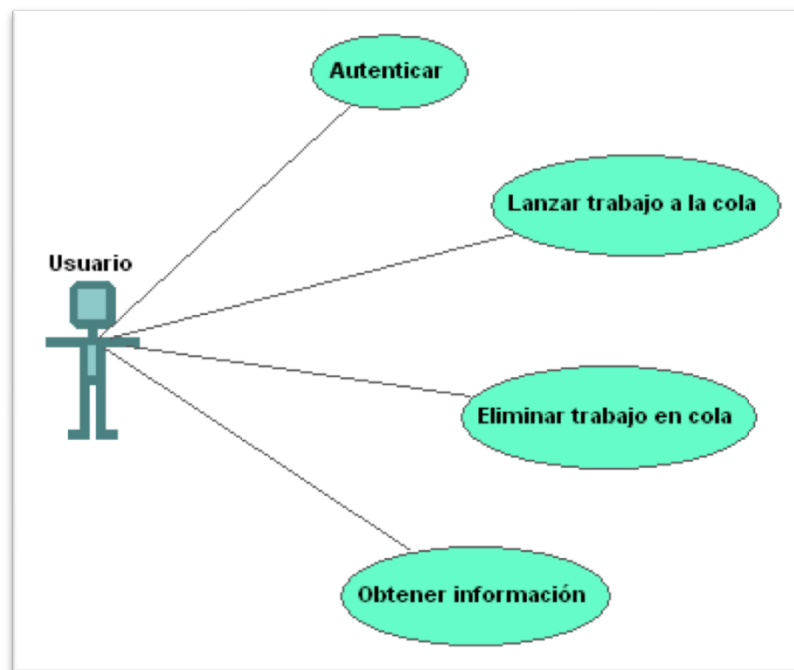 Autenticar
Lanzar trabajo a la cola
Usuario
Eliminar trabajo en cola
Obtener información